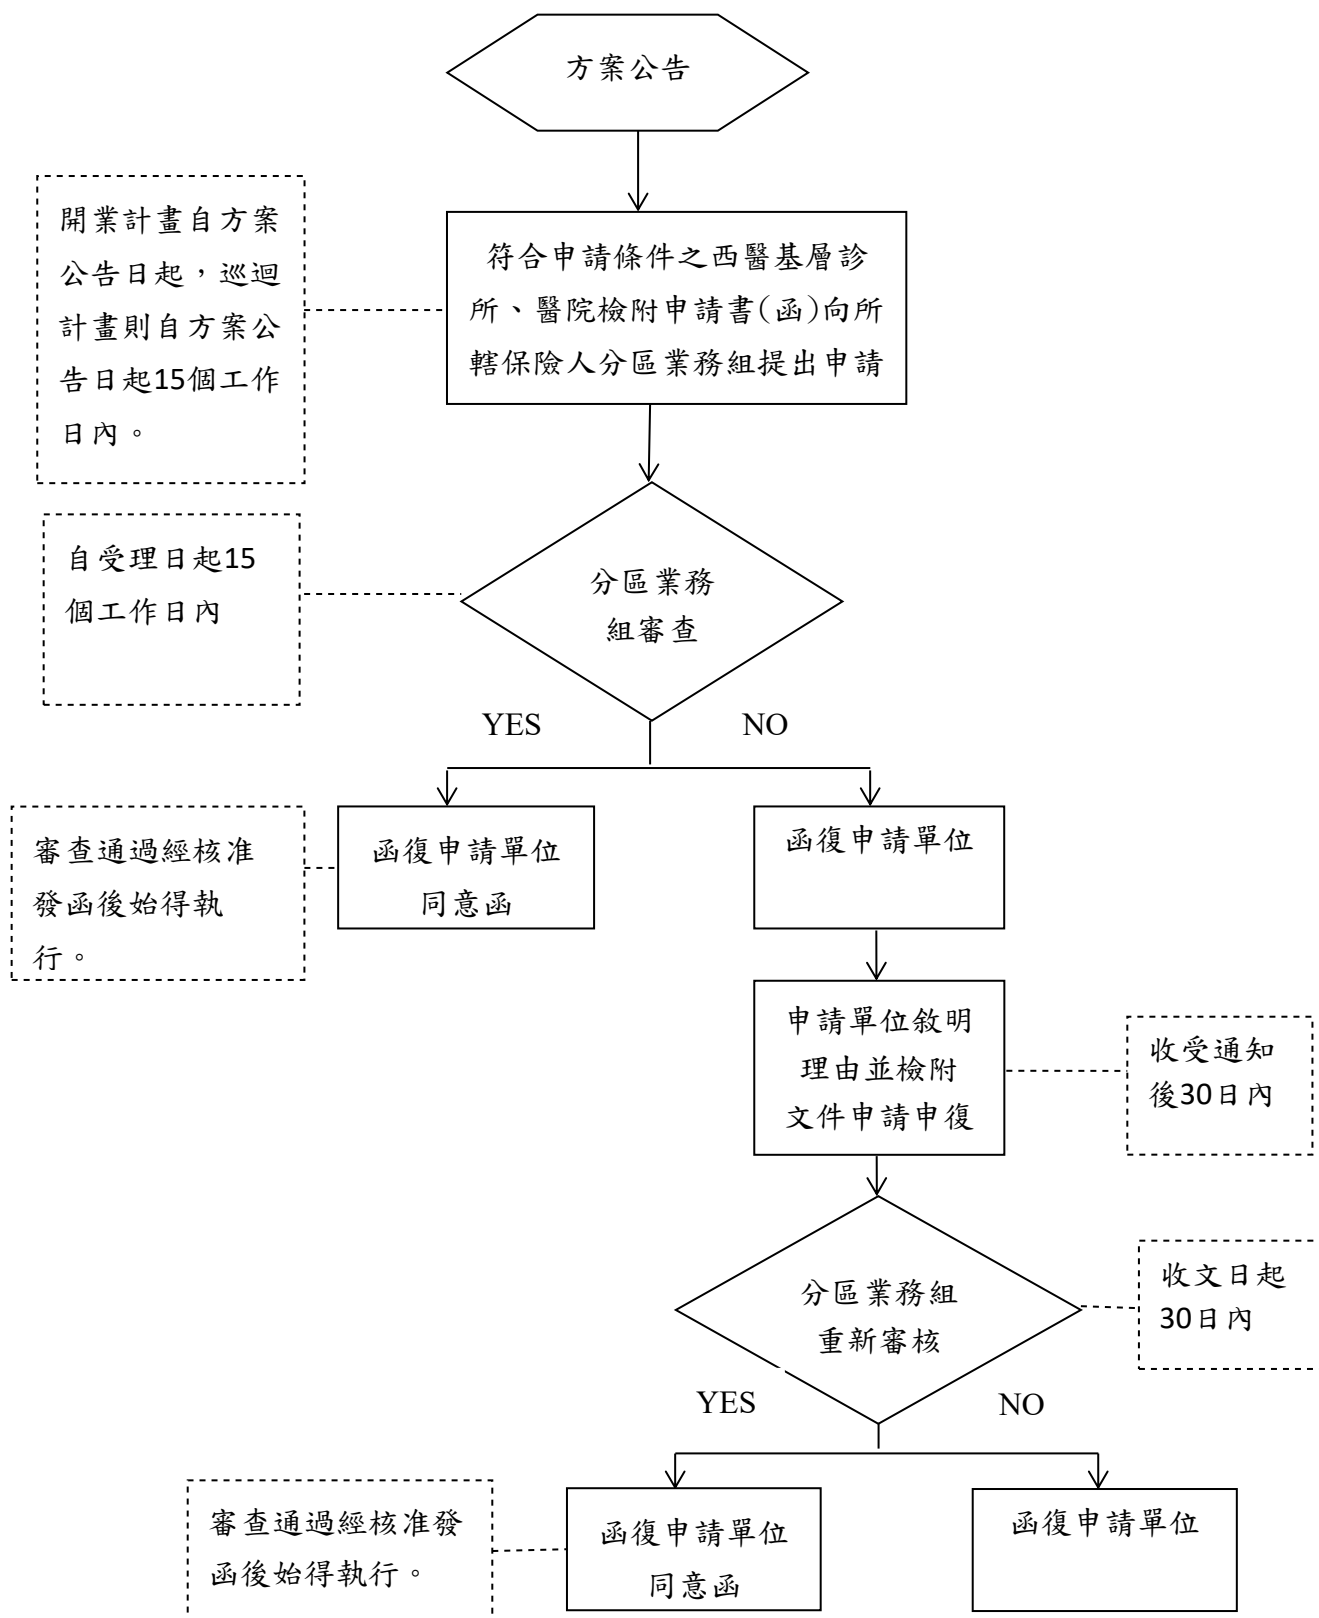 方案公告
開業計畫自方案
公告日起，巡迴
計畫則自方案公
告日起15個工作
日內。
符合申請條件之西醫基層診
所、醫院檢附申請書(函)向所
轄保險人分區業務組提出申請
自受理日起15
個工作日內
分區業務
組審查
YES
NO
審查通過經核准
發函後始得執
行。
函復申請單位
同意函
函復申請單位
申請單位敘明
理由並檢附
文件申請申復
收受通知
後30日內
分區業務組
重新審核
收文日起
30日內
YES
NO
審查通過經核准發
函後始得執行。
函復申請單位
同意函
函復申請單位